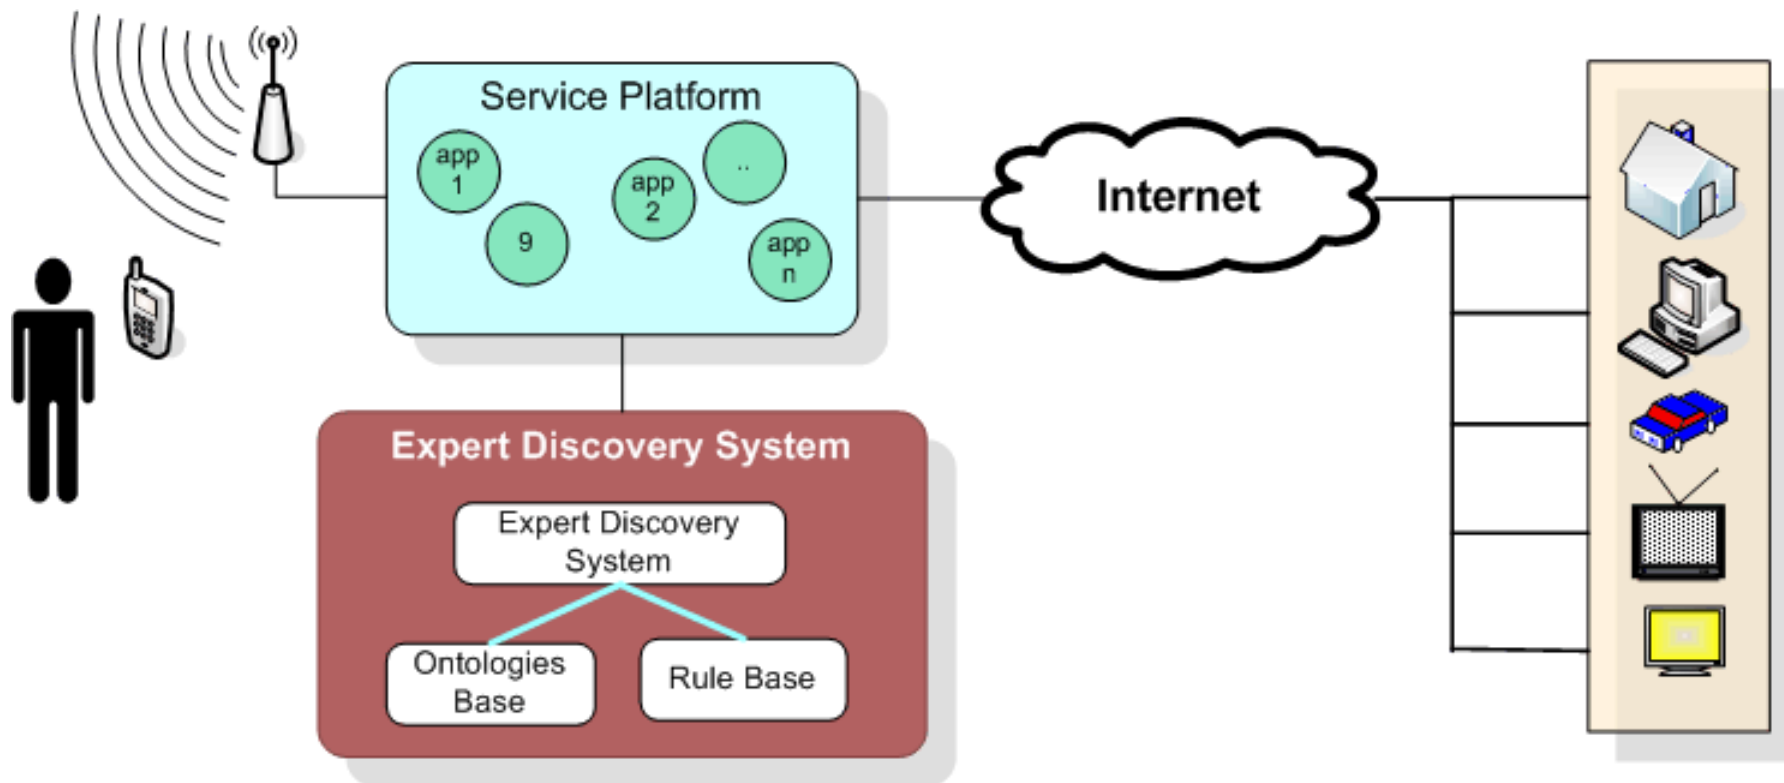 Service Platform
app
1
9
app
2
..
app
n
Internet
Expert Discovery System
Expert Discovery
System
Ontologies
Base
Rule Base